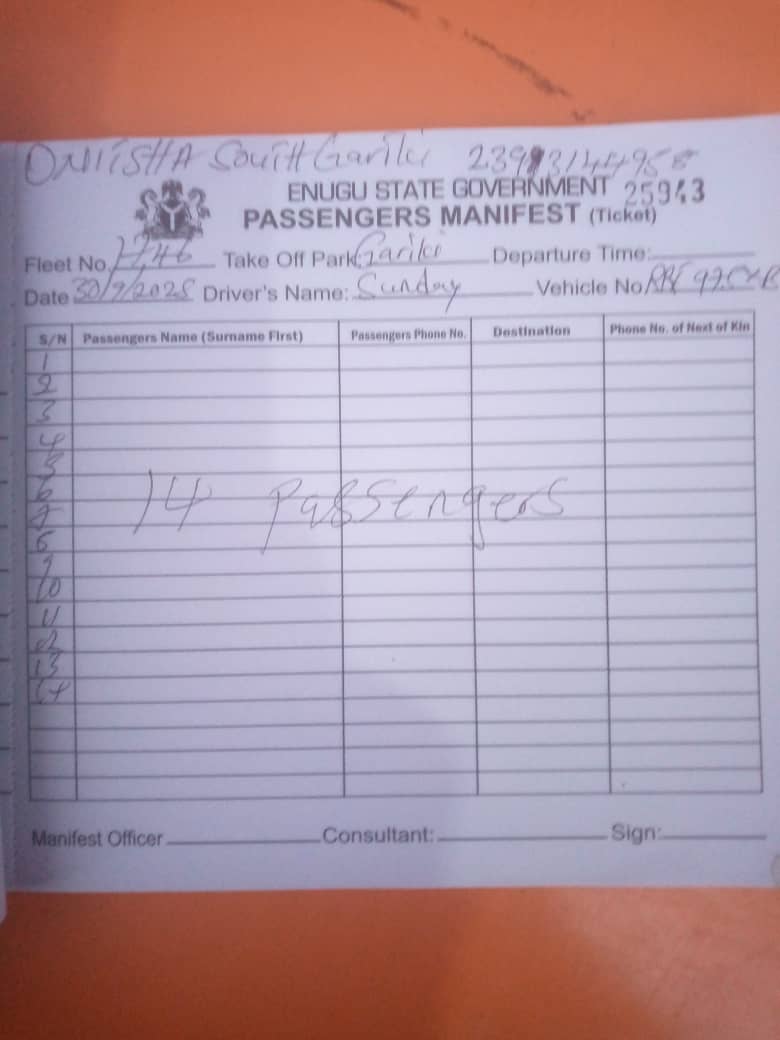 ONITSHA South Gariki
ENUGU STATE GOVERNMENT 25943
PASSENGERS MANIFEST (Ticket)
Fleet No. Take Off Park: Gariki Departure Time:
Date 30/9/2025 Driver's Name: Sunday Vehicle No
S/N Passengers Name (Surname First) Passengers Phone No. Destination Phone No. of Next of Kin
1
2
3
4
5
6
7
8
9
10
11
12
13
14
14 Passengers
Manifest Officer Consultant: Sign: